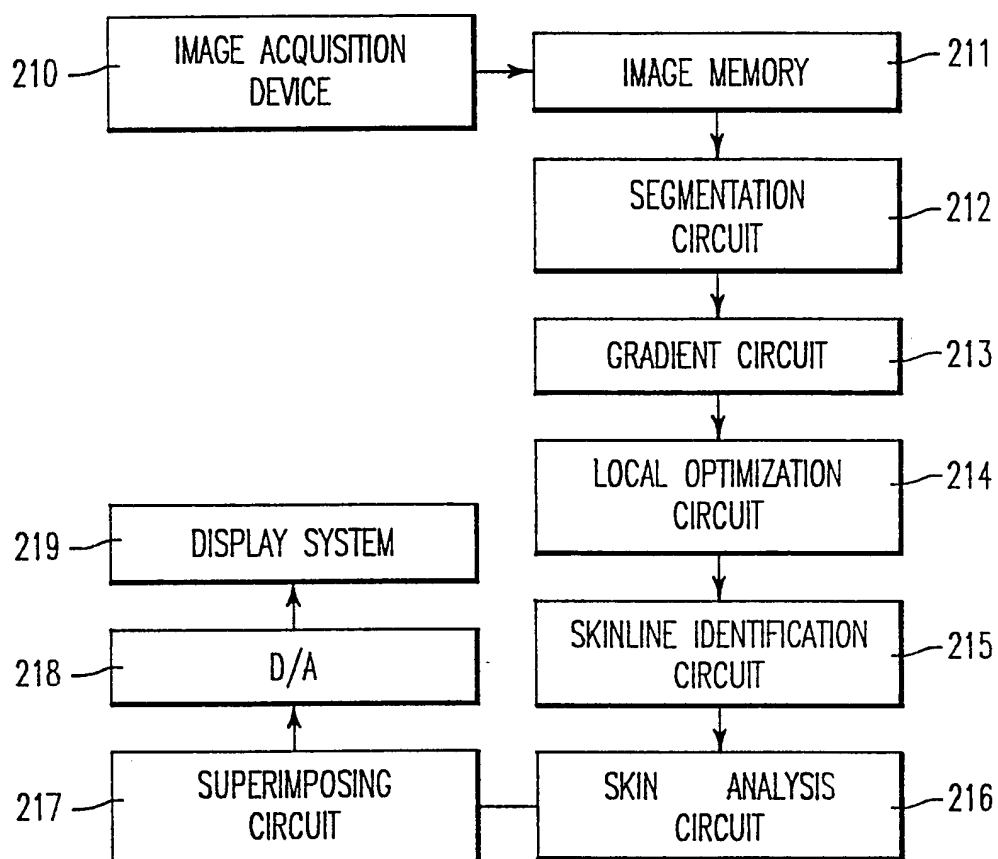 210
IMAGE ACQUISITION
DEVICE
IMAGE MEMORY
211
SEGMENTATION
CIRCUIT
212
GRADIENT CIRCUIT
213
LOCAL OPTIMIZATION
CIRCUIT
214
219
DISPLAY SYSTEM
SKINLINE IDENTIFICATION
CIRCUIT
215
218
D/A
217
SUPERIMPOSING
CIRCUIT
SKIN ANALYSIS
CIRCUIT
216